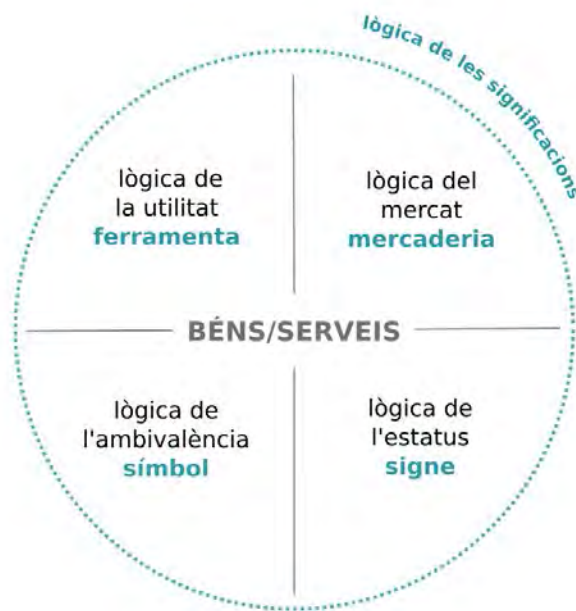 lògica de les significacions
lògica de
la utilitat
ferramenta
lògica del
mercat
mercaderia
BÉNS/SERVEIS
lògica de
l'ambivalència
símbol
lògica de
l'estatus
signe